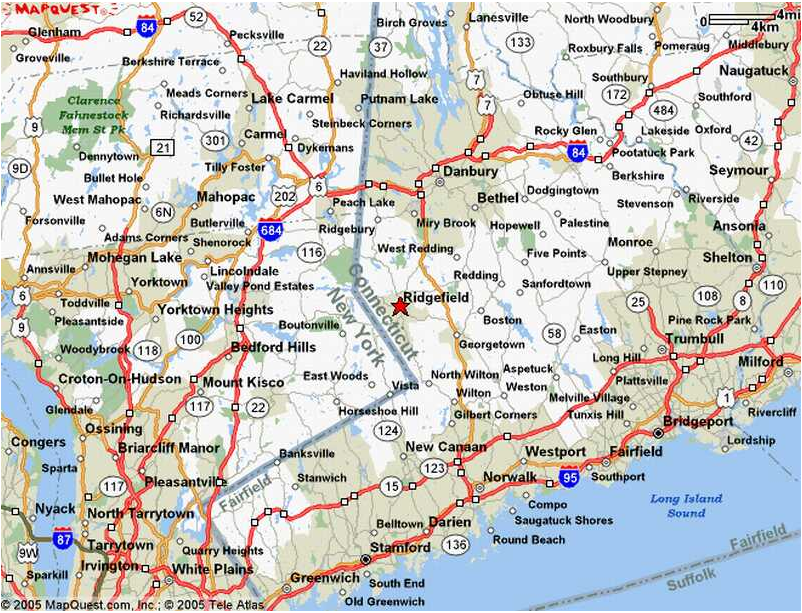 MAPQUEST
Glenham
84
52
Pecksville
22
37
Birch Groves
Lanesville
133
North Woodbury
0
4mi
4km
Groveville
Berkshire Terrace
Haviland Hollow
Roxbury Falls
Pomeraug
Middlebury
Southbury
Naugatuck
Clarence
Fahnestock
Mem St Pk
Meads Corners
Lake Carmel
Putnam Lake
7
7
Obtuse Hill
172
Southford
Richardsville
Steinbeck Corners
484
9
21
301
Carmel
Dykemans
Rocky Glen
Lakeside
Oxford
42
Dennytown
84
Pootatuck Park
9D
Tilly Foster
Danbury
Berkshire
Seymour
Bullet Hole
6
Dodgingtown
West Mahopac
Mahopac
202
Peach Lake
Bethel
Stevenson
Riverside
Forsonville
6N
Butlerville
684
Ridgebury
Miry Brook
Hopewell
Palestine
Ansonia
Adams Corners
Shenorock
116
West Redding
Five Points
Monroe
Shelton
Mohegan Lake
Annsville
Lincolndale
Redding
Upper Stepney
Yorktown
Valley Pond Estates
Sanfordtown
110
6
Toddville
Connecticut
New York
Ridgefield
25
108
8
Yorktown Heights
9
Pleasantside
Boutonville
Boston
58
Easton
Pine Rock Park
Woodybrook
118
100
Bedford Hills
Georgetown
Trumbull
Long Hill
Milford
Croton-On-Hudson
Mount Kisco
East Woods
Vista
North Wilton
Aspetuck
Plattsville
Glendale
117
22
Horseshoe Hill
Wilton
Weston
Melville Village
1
Rivercliff
Ossining
Gilbert Corners
Tunxis Hill
Bridgeport
Congers
124
Lordship
Briarcliff Manor
Banksville
New Canaan
Westport
Fairfield
Sparta
123
117
Pleasantville
Fairfield
Stanwich
15
Norwalk
95
Southport
Nyack
North Tarrytown
Compo
Long Island
Sound
Belltown
Darien
Saugatuck Shores
87
Tarrytown
Quarry Heights
136
Round Beach
9W
Irvington
Stamford
Fairfield
Sparkill
White Plains
Greenwich
South End
Suffolk
Old Greenwich
© 2005 MapQuest.com, Inc.; © 2005 Tele Atlas